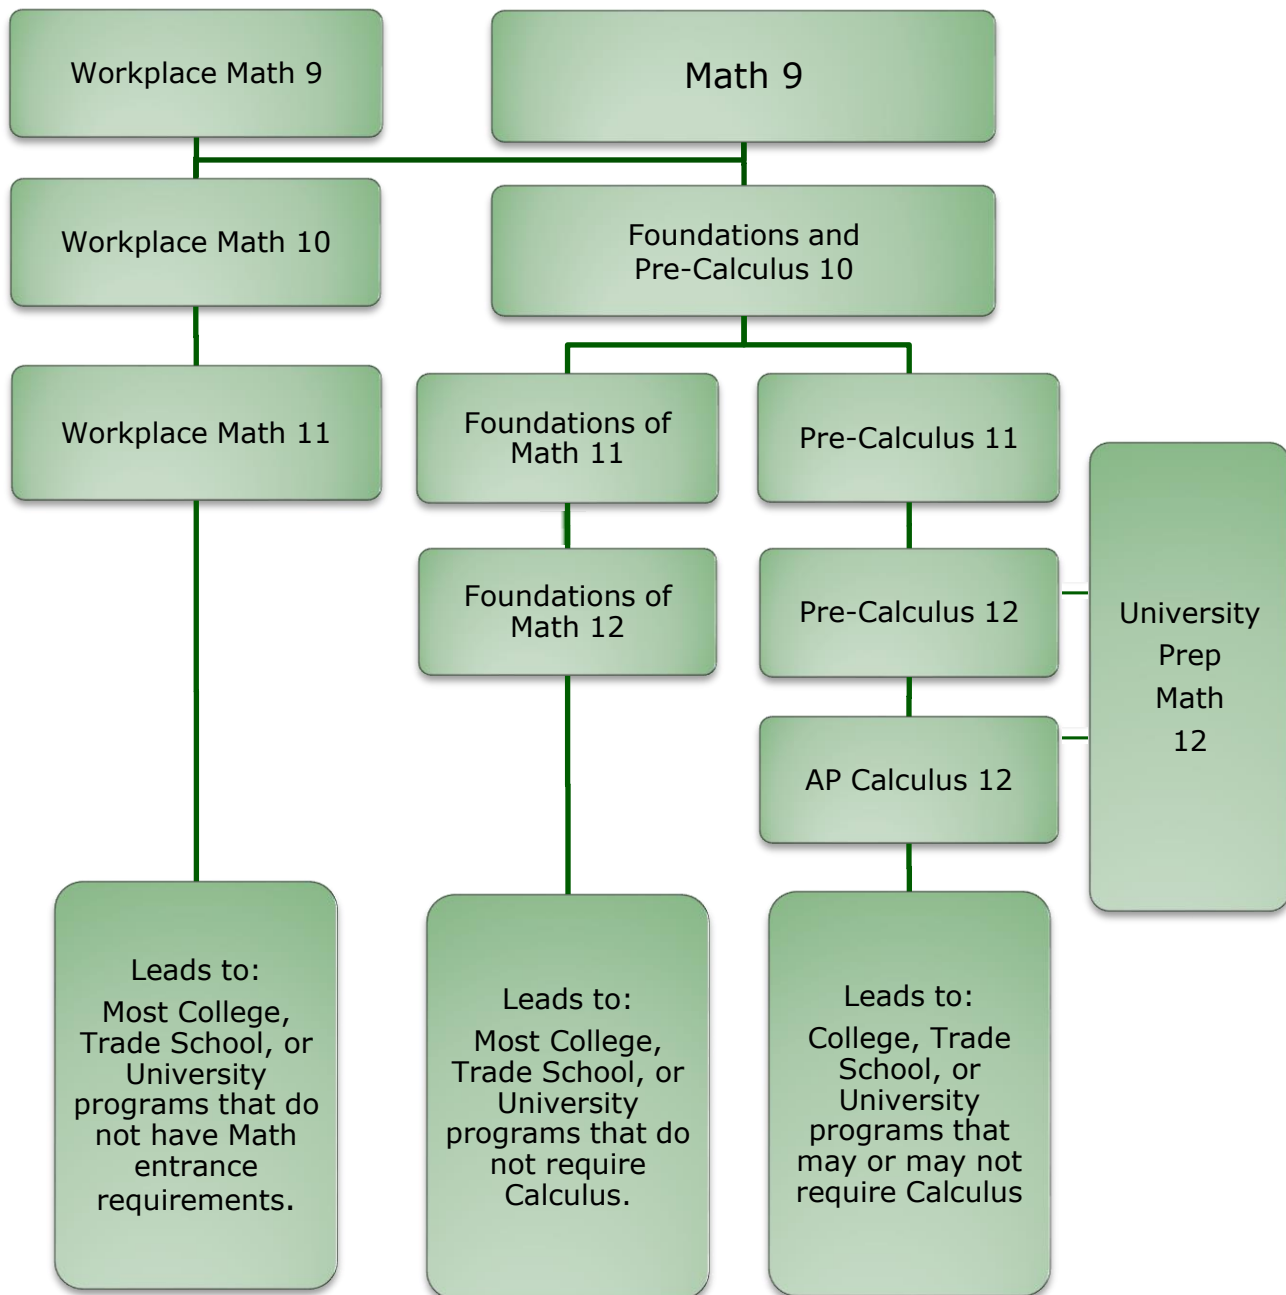 Workplace Math 9
Math 9
Workplace Math 10
Foundations and
Pre-Calculus 10
Workplace Math 11
Foundations of
Math 11
Pre-Calculus 11
Foundations of
Math 12
Pre-Calculus 12
University
Prep
Math
12
AP Calculus 12
Leads to:
Most College,
Trade School, or
University
programs that do
not have Math
entrance
requirements.
Leads to:
Most College,
Trade School, or
University
programs that do
not require
Calculus.
Leads to:
College, Trade
School, or
University
programs that
may or may not
require Calculus